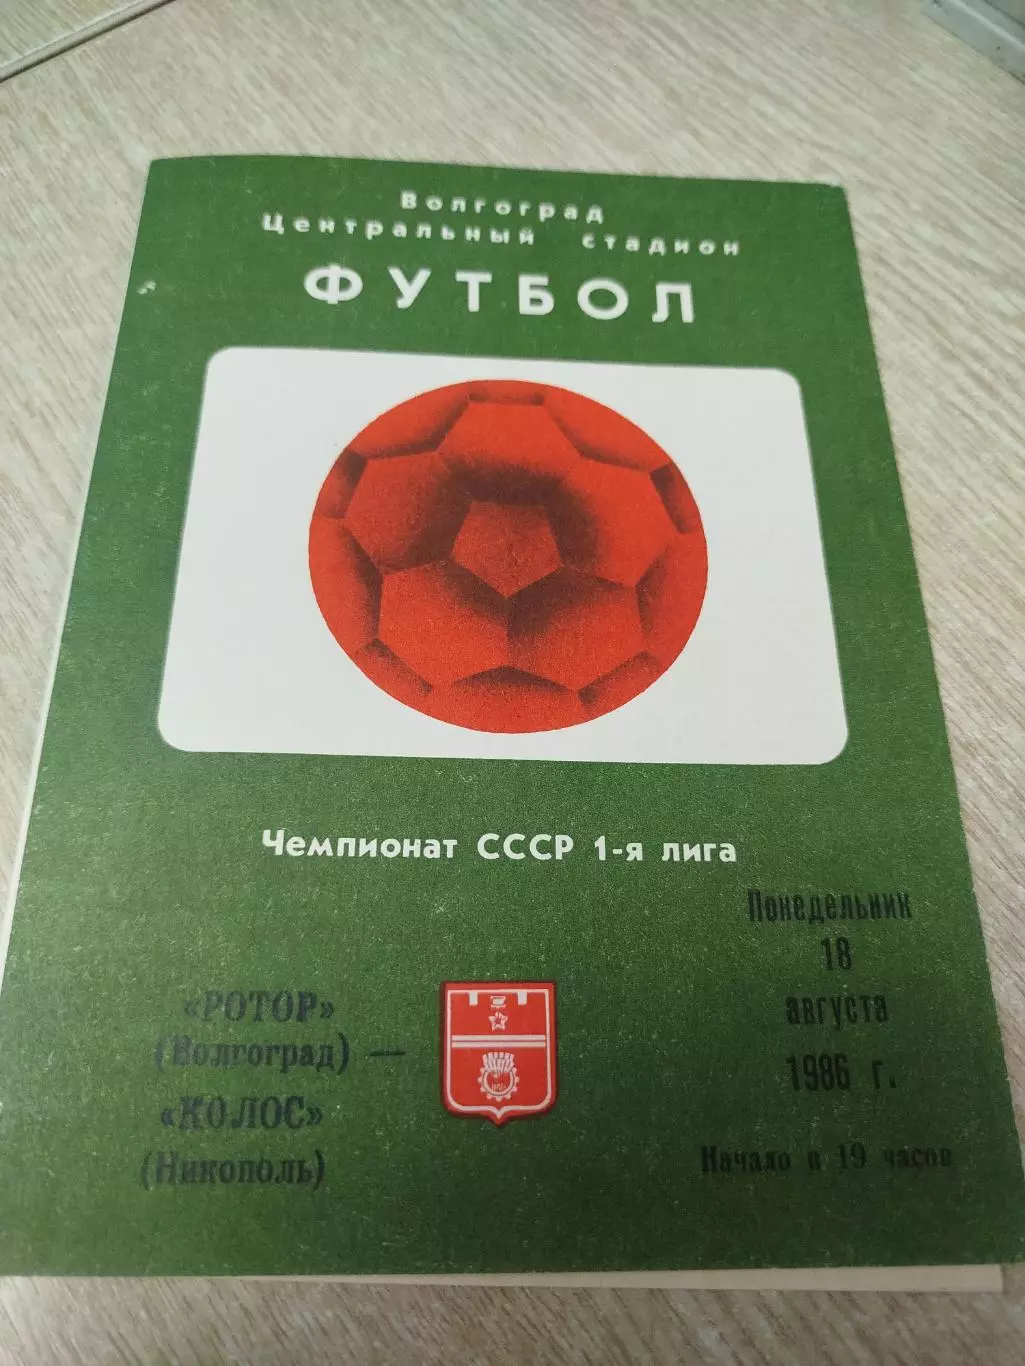 Волгоград
Центральный стадион
ФУТБОЛ
Чемпионат СССР 1-я лига
Понедельник
18
августа
1986 г.
Начало в 19 часов
«РОТОР»
(Волгоград) —
«КОЛОС»
(Никополь)